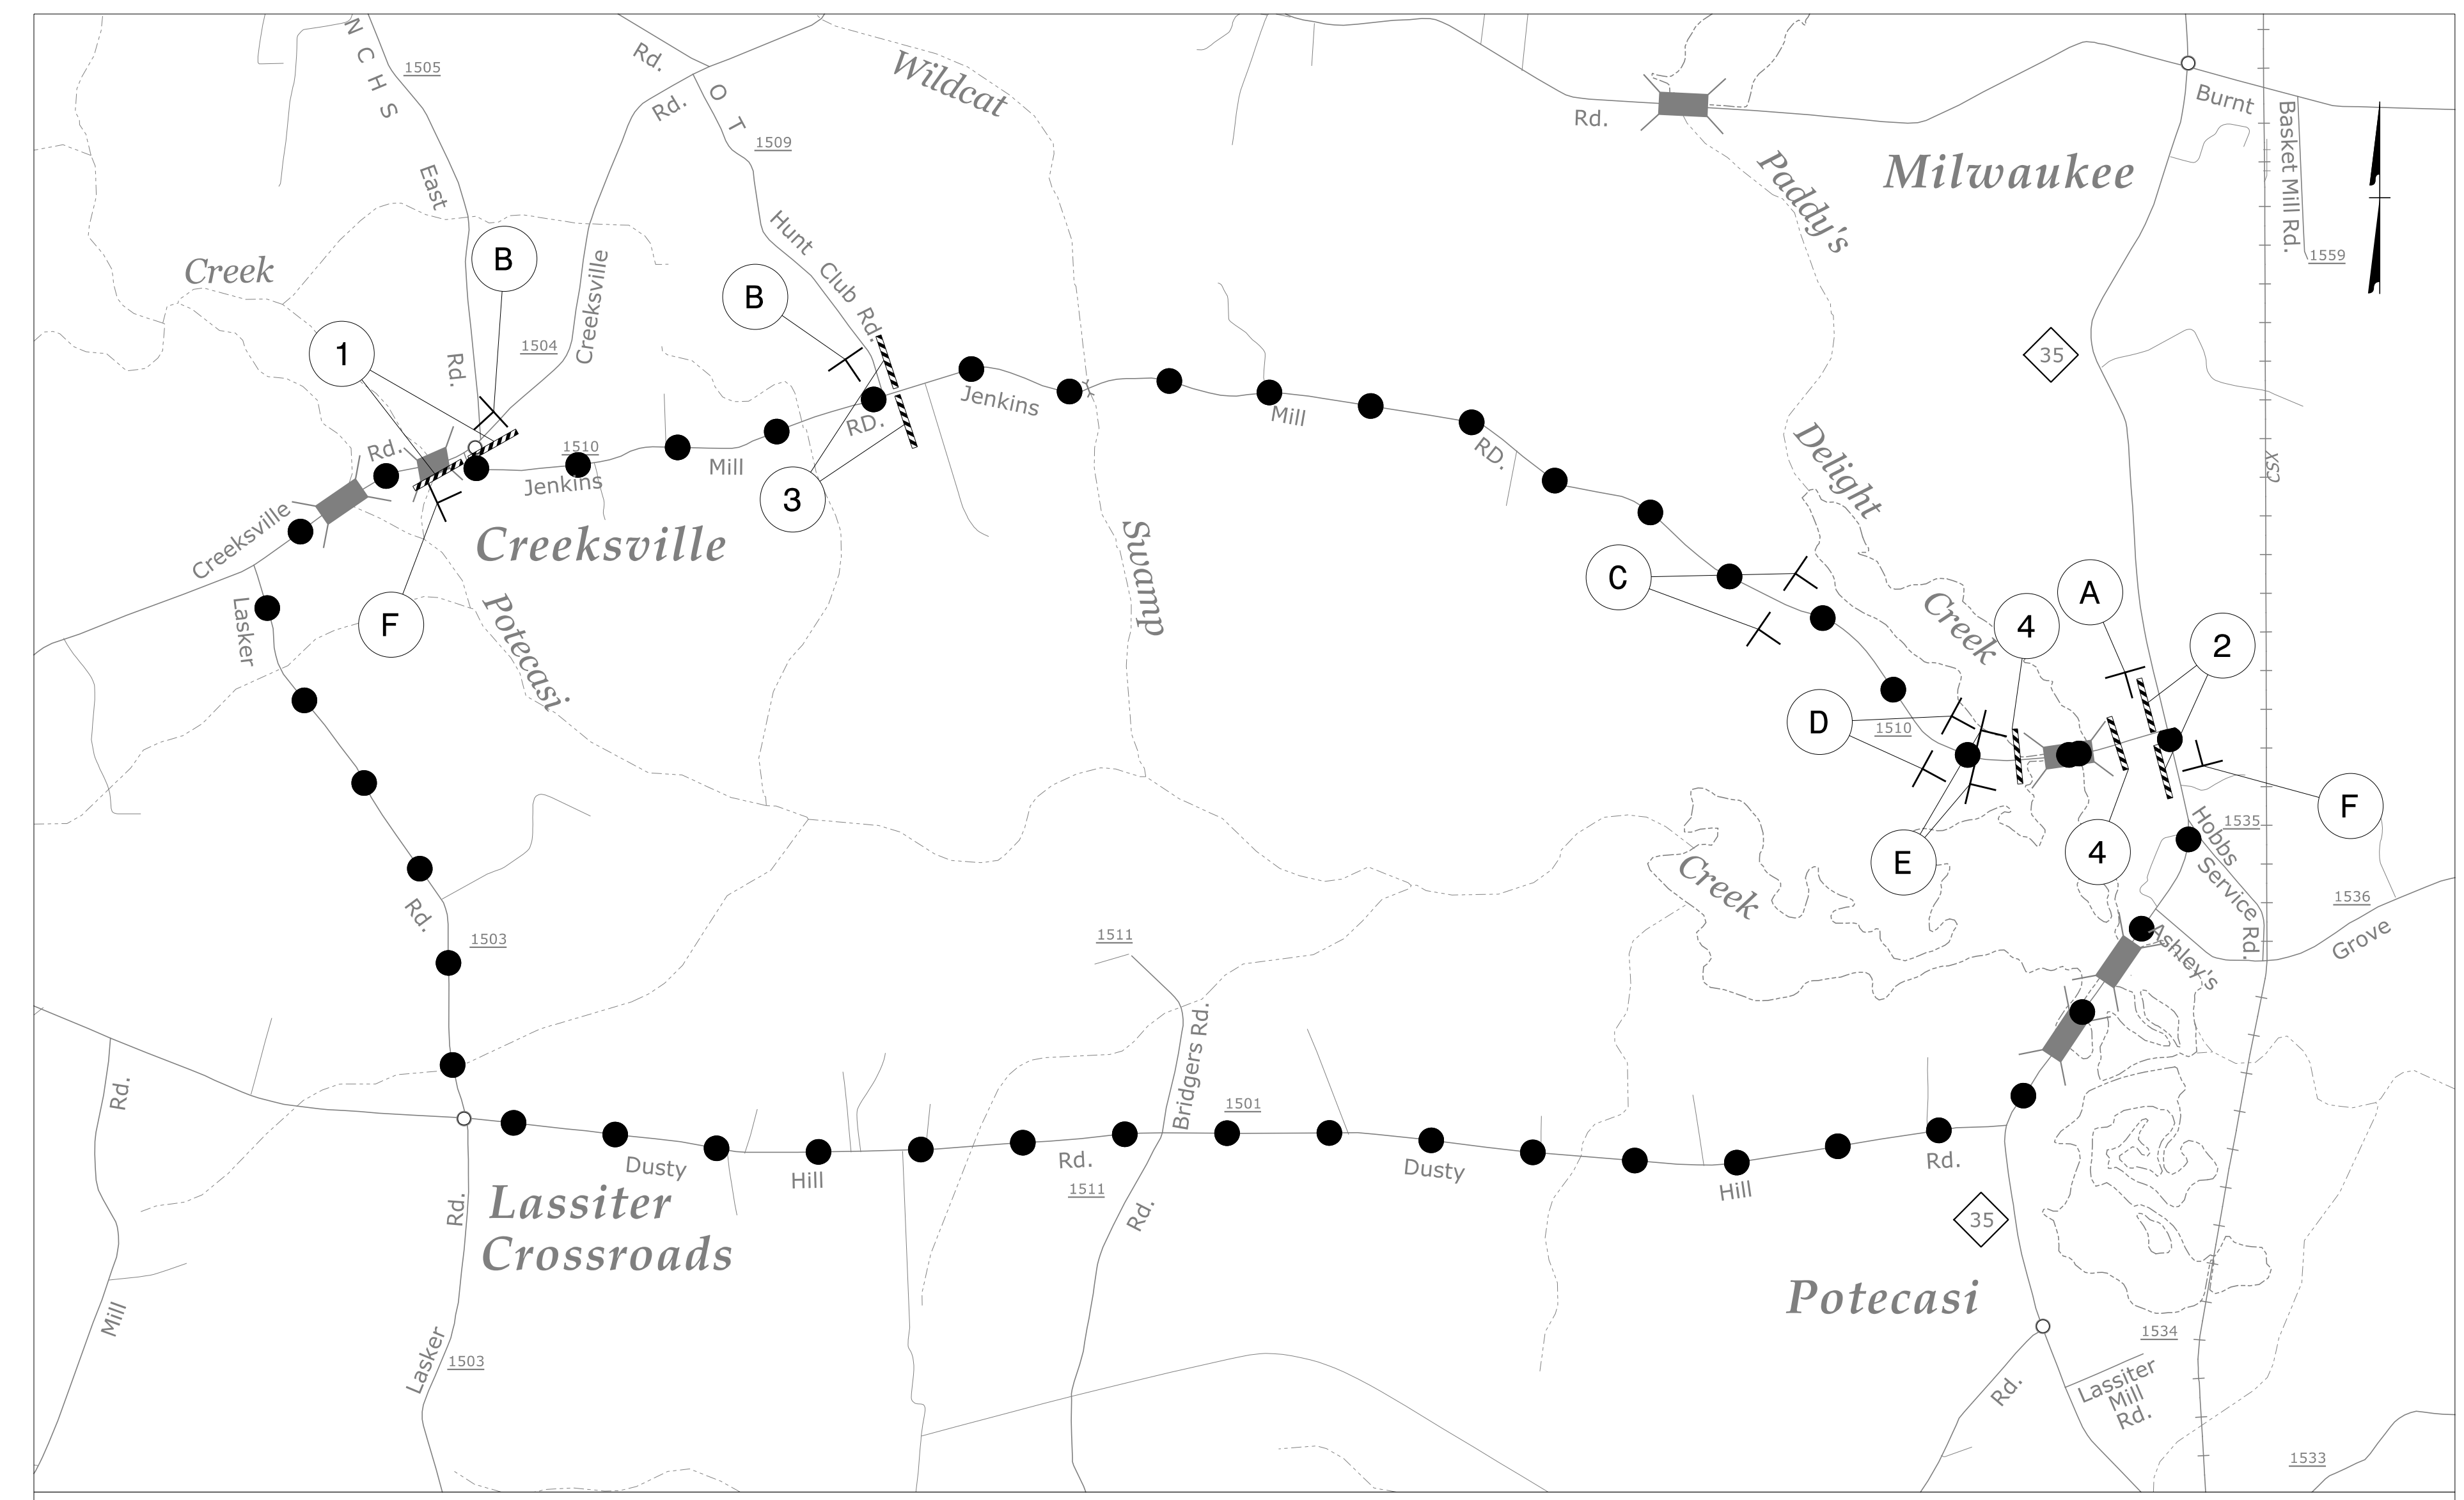 N C H S
1505
Rd.
Rd.
O T
1509
Wildcat
Rd.
Burnt
Basket Mill Rd.
1559
Milwaukee
Paddy's
East
Creek
B
B
Hunt Club Rd.
Creeksville
1504
1
Rd.
35
Jenkins
Mill
RD.
RD.
Rd.
1510
Jenkins
Mill
3
Delight
CSX
Creeksville
Creeksville
Swamp
C
A
4
2
Creek
F
Lasker
Potecasi
D
1510
F
1535
Hobbs
Service Rd.
E
4
Creek
1536
Grove
Ashley's
Rd.
1503
1511
Bridgers Rd.
1501
Rd.
Dusty
Hill
Rd.
1511
Rd.
Dusty
Hill
Rd.
Lassiter
Crossroads
Rd.
35
Potecasi
Mill
Lasker
1503
1534
Lassiter
Mill
Rd.
Rd.
1533